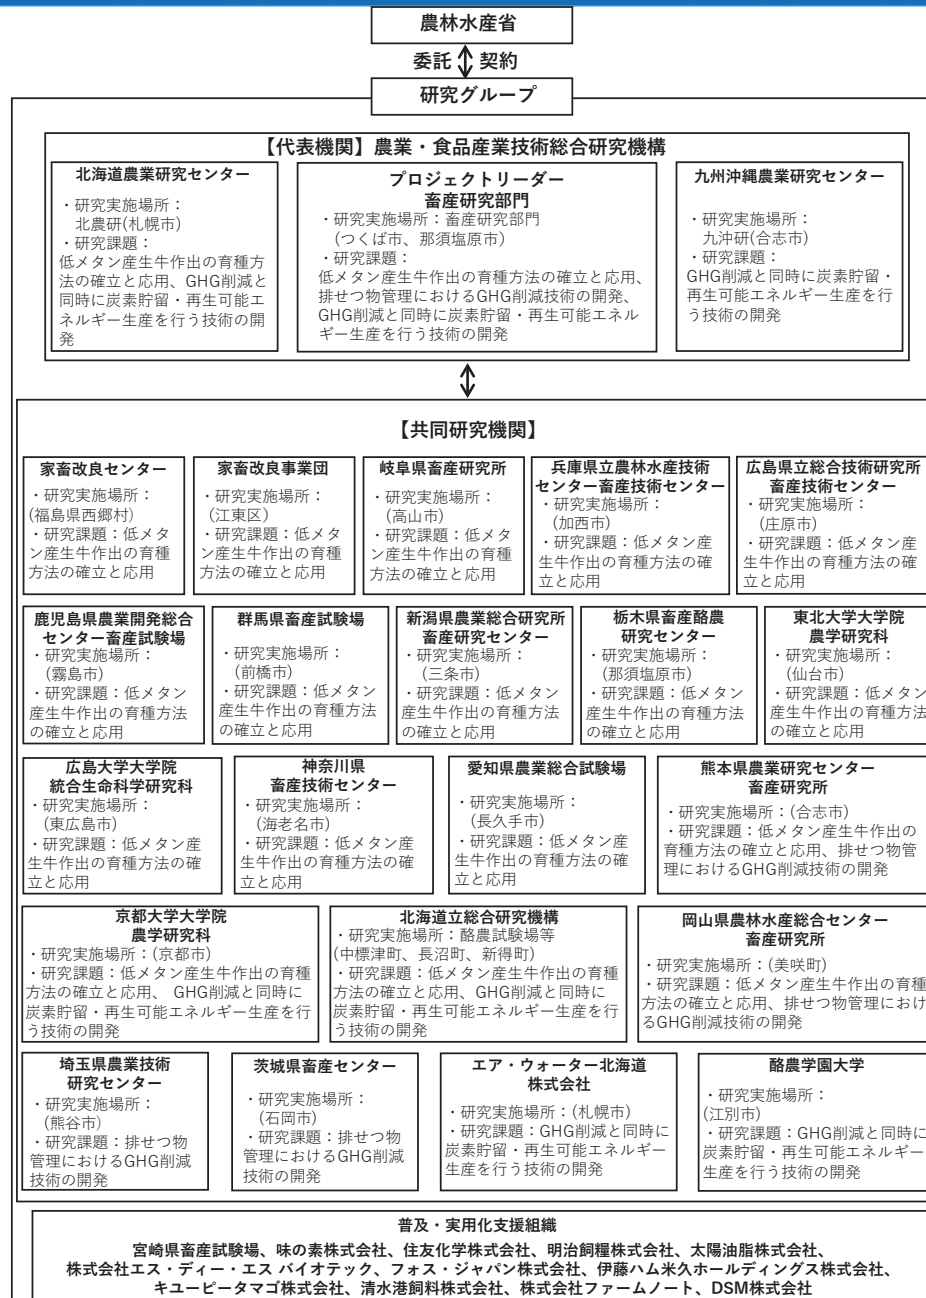 農林水産省
委託 契約
研究グループ
【代表機関】農業・食品産業技術総合研究機構
北海道農業研究センター
・研究実施場所：
北農研(札幌市)
・研究課題：
低メタン産生牛作出の育種方
法の確立と応用、GHG削減と
同時に炭素貯留・再生可能エ
ネルギー生産を行う技術の開
発
プロジェクトリーダー
畜産研究部門
・研究実施場所：畜産研究部門
(つくば市、那須塩原市)
・研究課題：
低メタン産生牛作出の育種方法の確立と応用、
排せつ物管理におけるGHG削減技術の開発、
GHG削減と同時に炭素貯留・再生可能エネル
ギー生産を行う技術の開発
九州沖縄農業研究センター
・研究実施場所：
九沖研(合志市)
・研究課題：
GHG削減と同時に炭素貯留・
再生可能エネルギー生産を行
う技術の開発
【共同研究機関】
家畜改良センター
・研究実施場所：
(福島県西郷村)
・研究課題：低メタ
ン産生牛作出の育種
方法の確立と応用
家畜改良事業団
・研究実施場所：
(江東区)
・研究課題：低メタ
ン産生牛作出の育種
方法の確立と応用
岐阜県畜産研究所
・研究実施場所：
(高山市)
・研究課題：低メタ
ン産生牛作出の育種
方法の確立と応用
兵庫県立農林水産技術
センター畜産技術センター
・研究実施場所：
(加西市)
・研究課題：低メタン産
生牛作出の育種方法の確
立と応用
広島県立総合技術研究所
畜産技術センター
・研究実施場所：
(庄原市)
・研究課題：低メタン産
生牛作出の育種方法の確
立と応用
鹿児島県農業開発総合
センター畜産試験場
・研究実施場所：
(霧島市)
・研究課題：低メタン
産生牛作出の育種方法
の確立と応用
群馬県畜産試験場
・研究実施場所：
(前橋市)
・研究課題：低メタン
産生牛作出の育種方法
の確立と応用
新潟県農業総合研究所
畜産研究センター
・研究実施場所：
(三条市)
・研究課題：低メタン
産生牛作出の育種方法
の確立と応用
栃木県畜産酪農
研究センター
・研究実施場所：
(那須塩原市)
・研究課題：低メタン
産生牛作出の育種方法
の確立と応用
東北大学大学院
農学研究科
・研究実施場所：
(仙台市)
・研究課題：低メタン
産生牛作出の育種方法
の確立と応用
広島大学大学院
統合生命科学研究科
・研究実施場所：
(東広島市)
・研究課題：低メタン産
生牛作出の育種方法の確
立と応用
神奈川県
畜産技術センター
・研究実施場所：
(海老名市)
・研究課題：低メタン
産生牛作出の育種方法の確
立と応用
愛知県農業総合試験場
・研究実施場所：
(長久手市)
・研究課題：低メタン産
生牛作出の育種方法の確
立と応用
熊本県農業研究センター
畜産研究所
・研究実施場所：(合志市)
・研究課題：低メタン産生牛作出の
育種方法の確立と応用、排せつ物管
理におけるGHG削減技術の開発
京都大学大学院
農学研究科
・研究実施場所：(京都市)
・研究課題：低メタン産生牛作出の育種
方法の確立と応用、 GHG削減と同時に
炭素貯留・再生可能エネルギー生産を行
う技術の開発
北海道立総合研究機構
・研究実施場所：酪農試験場等
(中標津町、長沼町、新得町)
・研究課題：低メタン産生牛作出の育種
方法の確立と応用、GHG削減と同時に
炭素貯留・再生可能エネルギー生産を行
う技術の開発
岡山県農林水産総合センター
畜産研究所
・研究実施場所：(美咲町)
・研究課題：低メタン産生牛作出の育種
方法の確立と応用、排せつ物管理におけ
るGHG削減技術の開発
埼玉県農業技術
研究センター
・研究実施場所：
(熊谷市)
・研究課題：排せつ物
管理におけるGHG削減
技術の開発
茨城県畜産センター
・研究実施場所：
(石岡市)
・研究課題：排せつ物
管理におけるGHG削減
技術の開発
エア・ウォーター北海道
株式会社
・研究実施場所：(札幌市)
・研究課題：GHG削減と同時に
炭素貯留・再生可能エネルギー
生産を行う技術の開発
酪農学園大学
・研究実施場所：
(江別市)
・研究課題：GHG削減と同時に
炭素貯留・再生可能エネルギー
生産を行う技術の開発
普及・実用化支援組織
宮崎県畜産試験場、味の素株式会社、住友化学株式会社、明治飼糧株式会社、太陽油脂株式会社、
株式会社エス・ディー・エス バイオテック、フォス・ジャパン株式会社、伊藤ハム米久ホールディングス株式会社、
キユーピータマゴ株式会社、清水港飼料株式会社、株式会社ファームノート、DSM株式会社